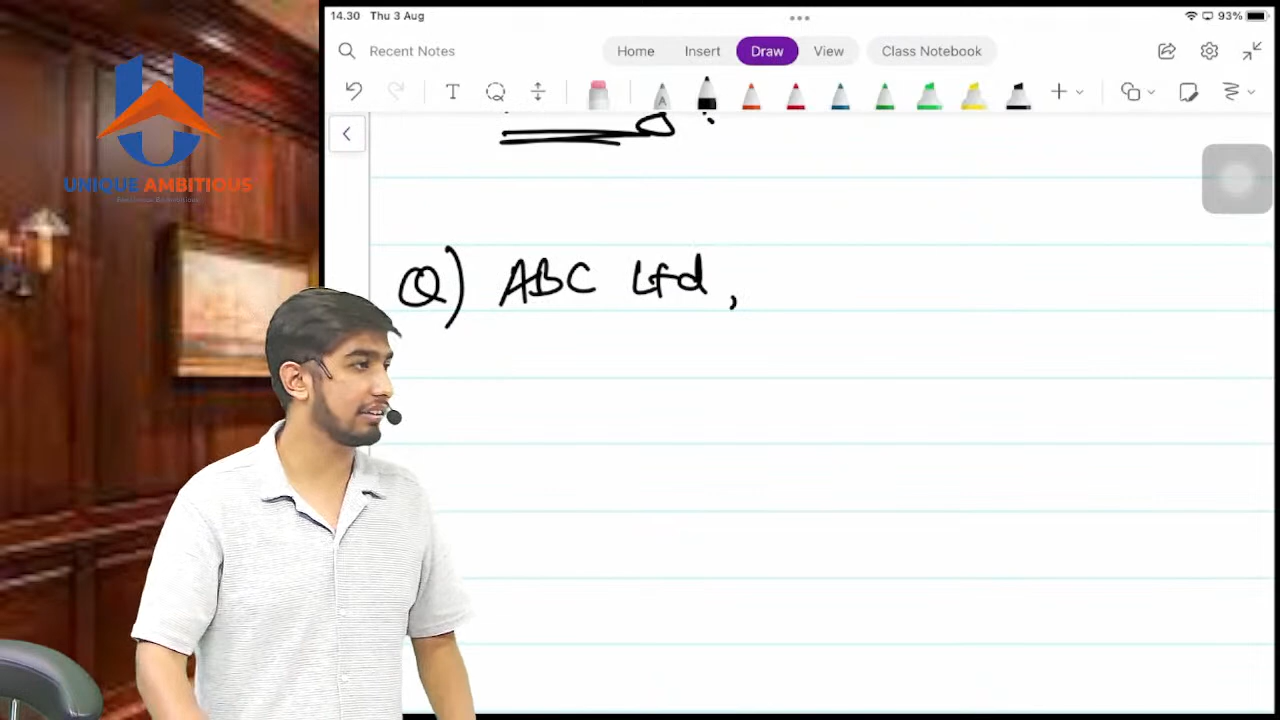 14.30 Thu 3 Aug
93%
Recent Notes
Home Insert Draw View Class Notebook
T
A
UNIQUE AMBITIOUS
Q) ABC Ltd,